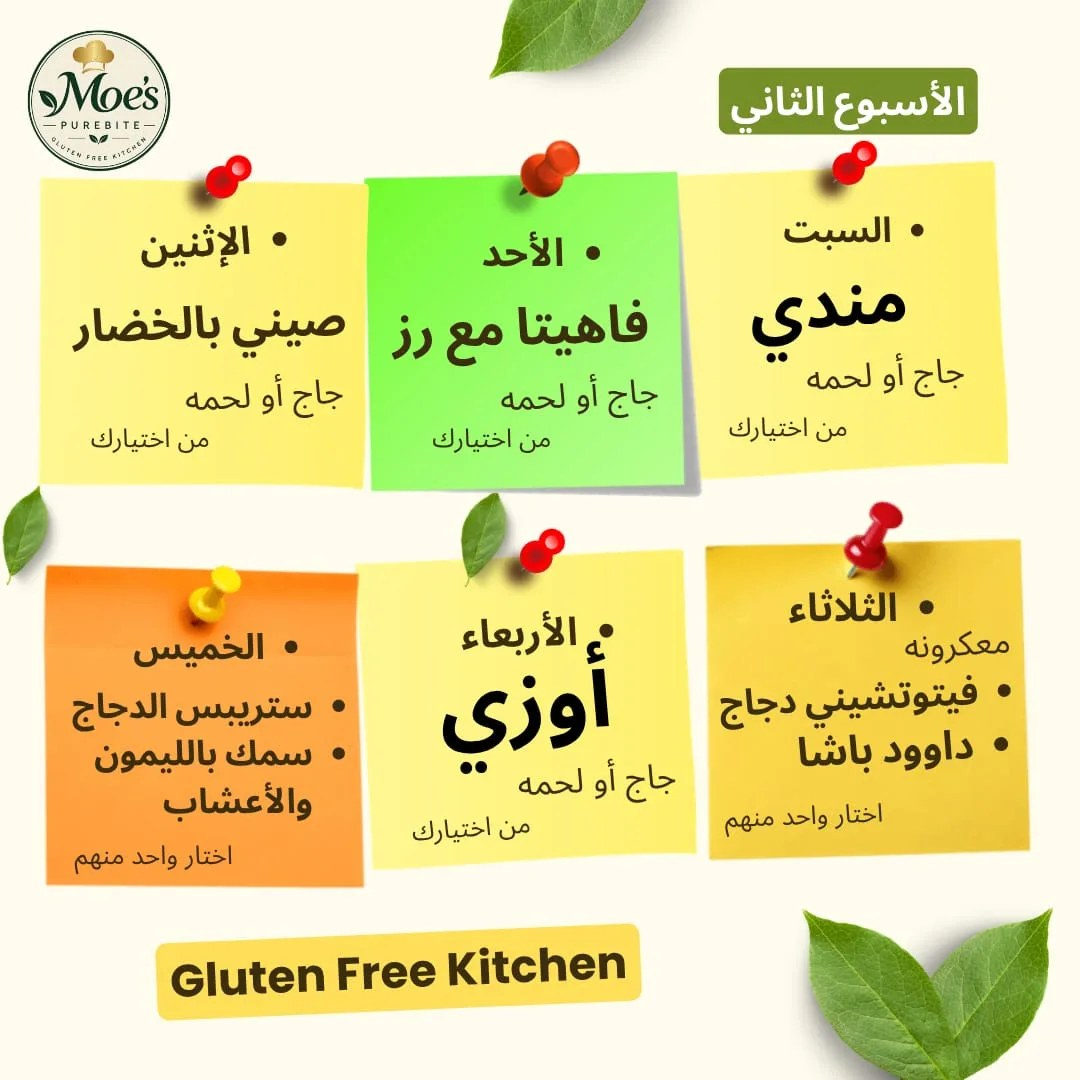 Moe's
PUREBITE
GLUTEN FREE KITCHEN
الأسبوع الثاني
• السبت
مندي
جاج أو لحمه
من اختيارك
• الأحد
فاهيتا مع رز
جاج أو لحمه
من اختيارك
• الإثنين
صيني بالخضار
جاج أو لحمه
من اختيارك
• الثلاثاء
معكرونه
• فيتوتشيني دجاج
• داوود باشا
اختار واحد منهم
• الأربعاء
أوزي
جاج أو لحمه
من اختيارك
• الخميس
• ستريبس الدجاج
• سمك بالليمون
والأعشاب
اختار واحد منهم
Gluten Free Kitchen